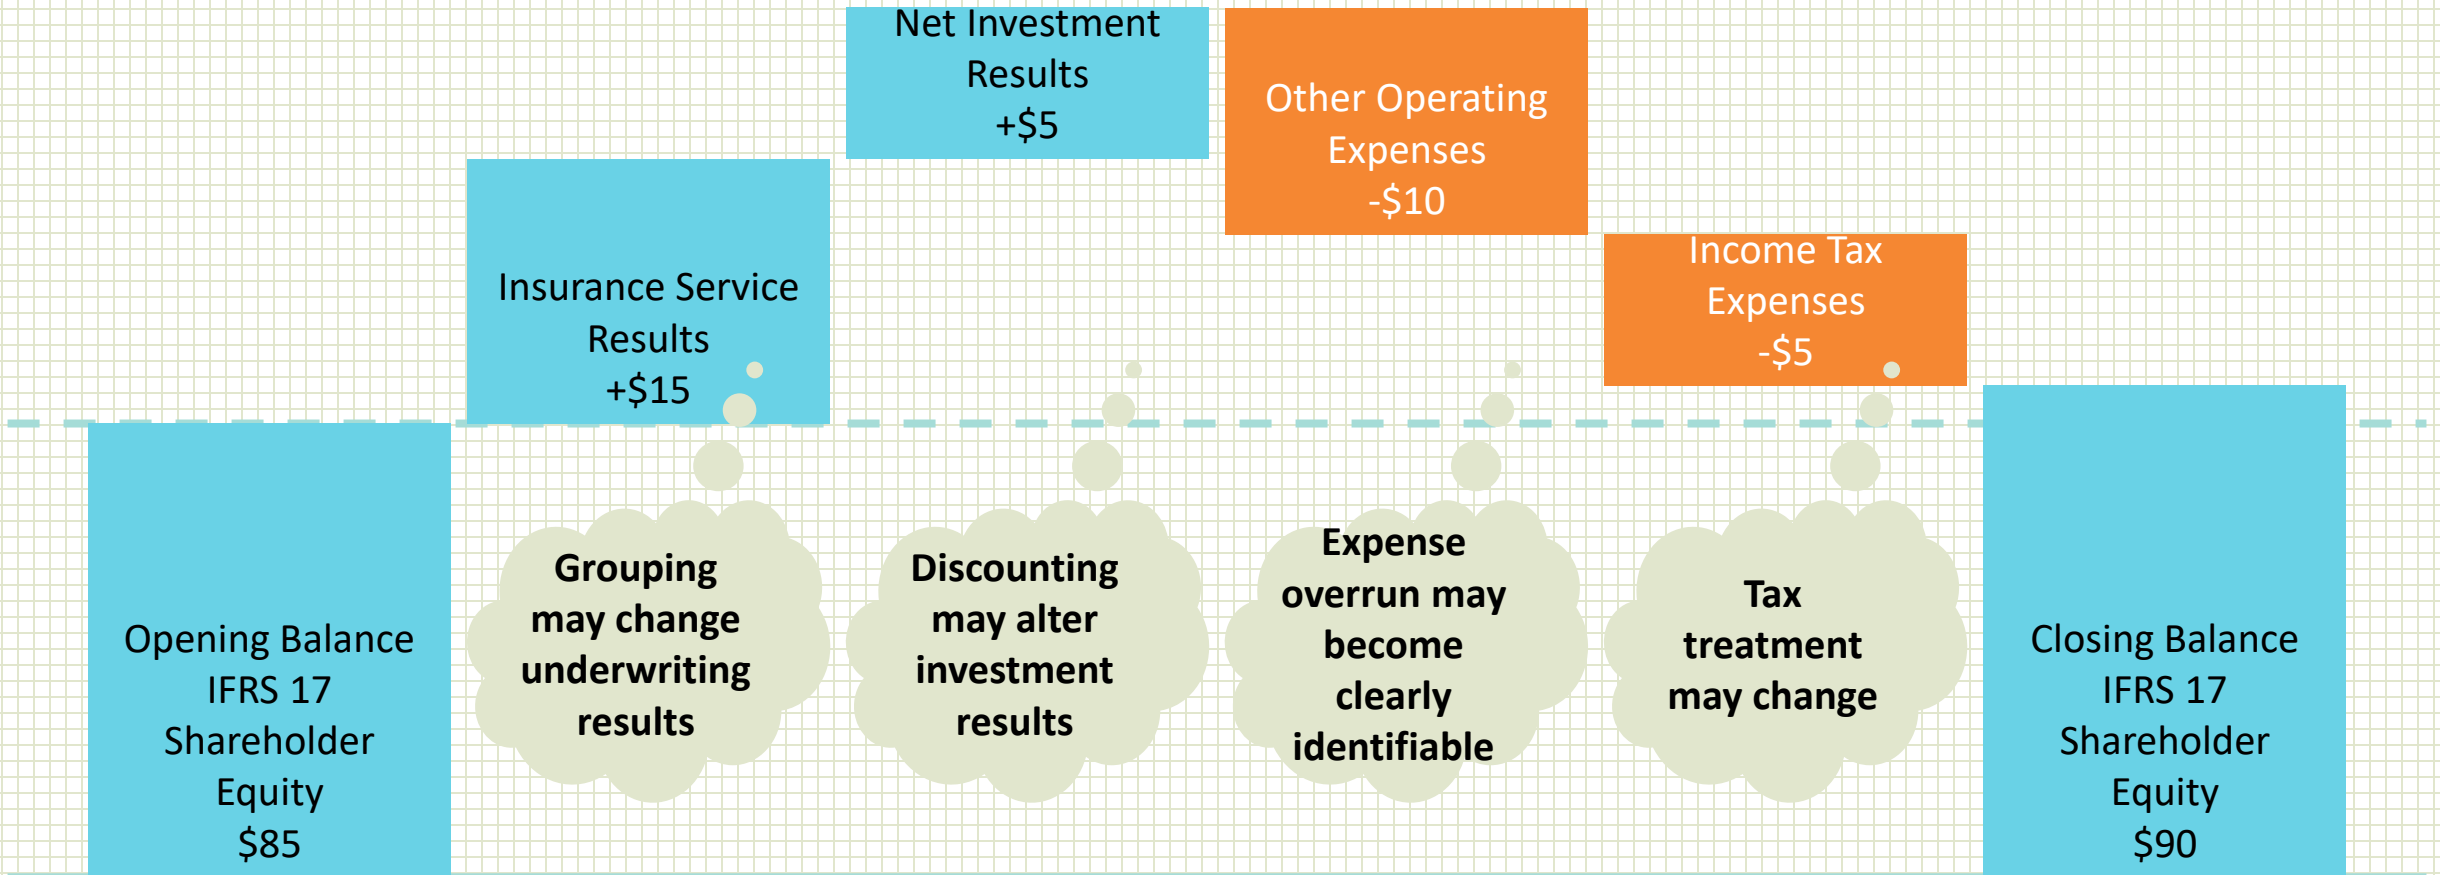 Net Investment
Results
+$5
Other Operating
Expenses
-$10
Income Tax
Expenses
-$5
Insurance Service
Results
+$15
Opening Balance
IFRS 17
Shareholder
Equity
$85
Grouping
may change
underwriting
results
Discounting
may alter
investment
results
Expense
overrun may
become
clearly
identifiable
Tax
treatment
may change
Closing Balance
IFRS 17
Shareholder
Equity
$90